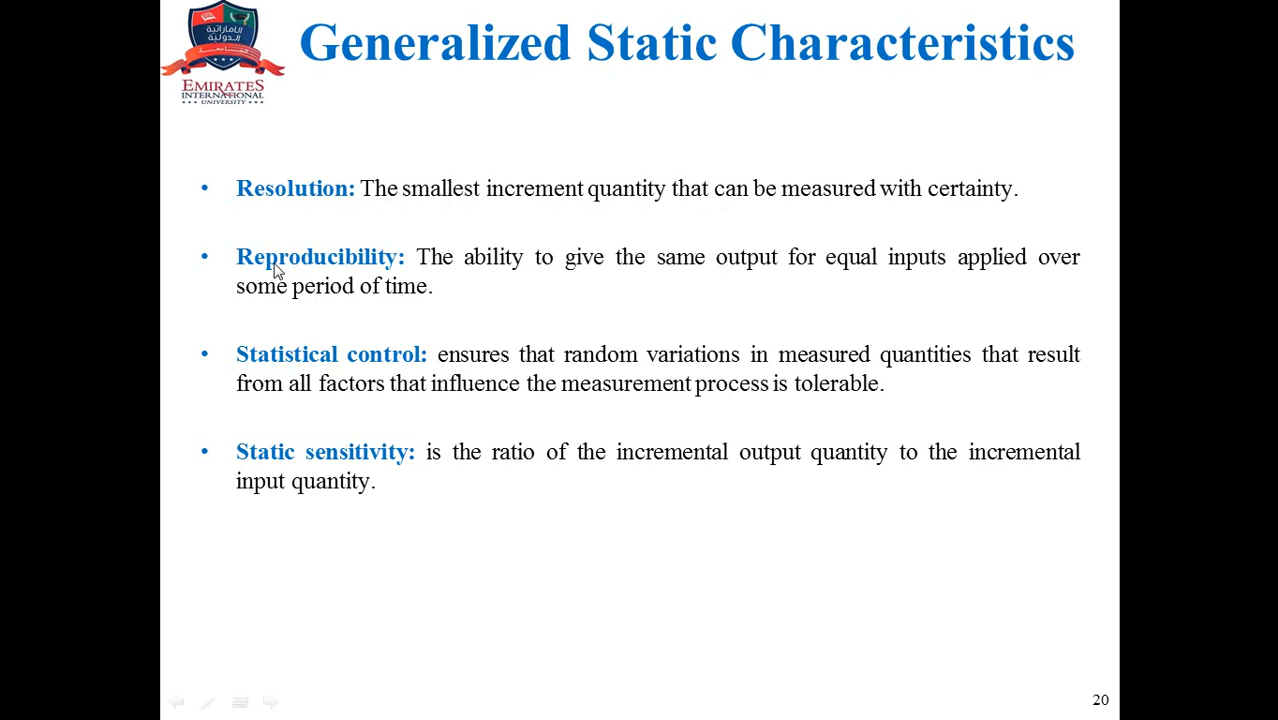 الإماراتية
الدولية
EMIRATES
INTERNATIONAL
UNIVERSITY
Generalized Static Characteristics
• Resolution: The smallest increment quantity that can be measured with certainty.
• Reproducibility: The ability to give the same output for equal inputs applied over
some period of time.
• Statistical control: ensures that random variations in measured quantities that result
from all factors that influence the measurement process is tolerable.
• Static sensitivity: is the ratio of the incremental output quantity to the incremental
input quantity.
20